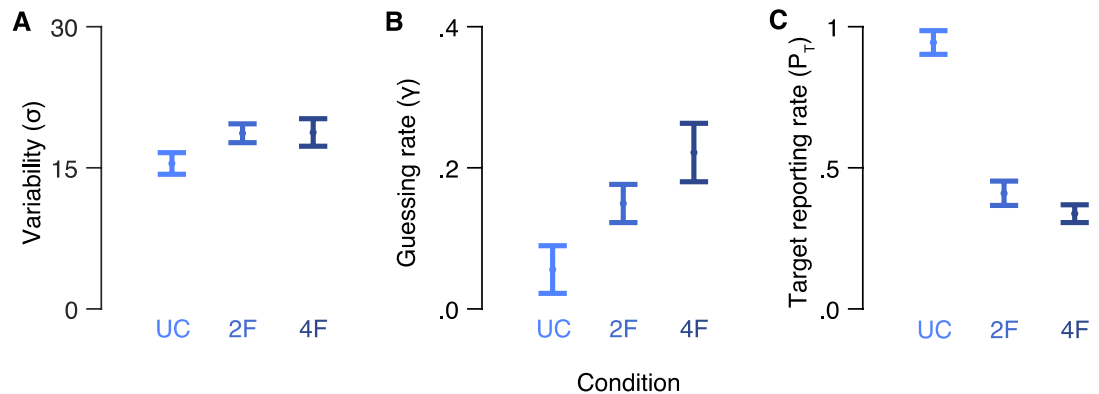 A
Variability (σ)
30
15
0
UC 2F 4F
B
Guessing rate (γ)
.4
.2
.0
UC 2F 4F
C
Target reporting rate (P_T)
1
.5
.0
UC 2F 4F
Condition